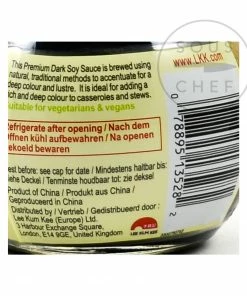 SOUS
CHEF
www.LKK.com
This Premium Dark Soy Sauce is brewed using
natural, traditional methods to accentuate for a
deep colour and lustre. It is ideal for adding a
rich and deep colour to casseroles and stews.
Suitable for vegetarians & vegans
Refrigerate after opening / Nach dem
Öffnen kühl aufbewahren / Na openen
gekoeld bewaren
Best before: see cap for date / Mindestens haltbar bis:
siehe Deckel / Tenminste houdbar tot: zie deksel
Product of China / Produkt aus China /
Geproduceerd in China
Distributed by / Vertrieb / Gedistribueerd door :
Lee Kum Kee (Europe) Ltd.
3 Harbour Exchange Square,
London, E14 9GE, United Kingdom
LEE KUM KEE